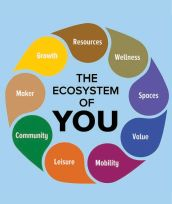 Resources
Wellness
Spaces
Value
Mobility
Leisure
Community
Maker
Growth
THE
ECOSYSTEM
OF
YOU